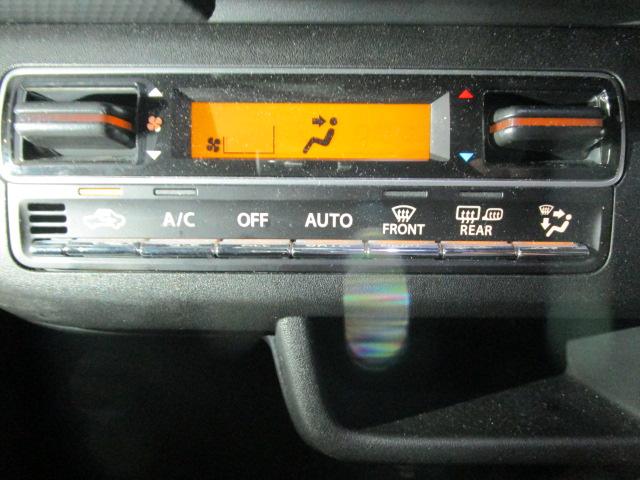 A/C OFF AUTO FRONT REAR